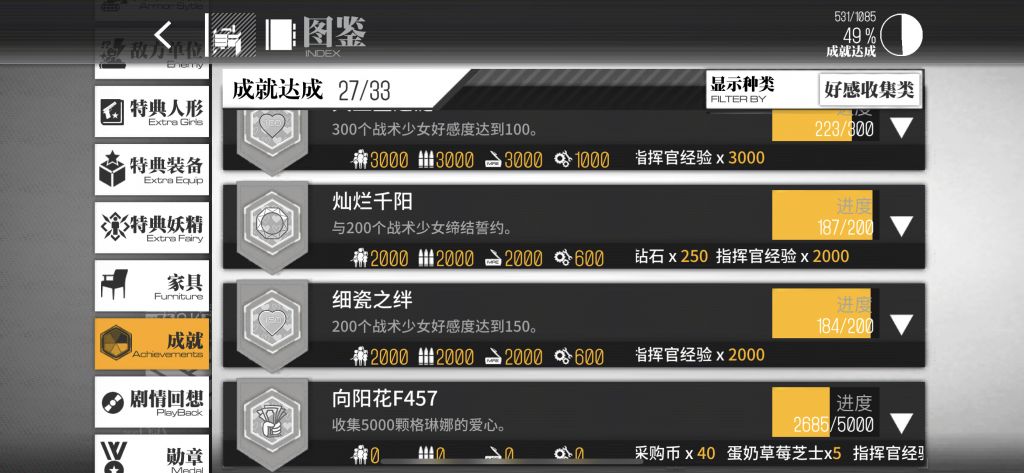 敌方单位
Enemy
特典人形
Extra Girls
特典装备
Extra Equip
特典妖精
Extra Fairy
家具
Furniture
成就
Achievements
剧情回想
PlayBack
勋章
Medal
图鉴
INDEX
531/1085
49 %
成就达成
成就达成 27/33
显示种类
FILTER BY
好感收集类
300个战术少女好感度达到100。
223/300
3000 3000 3000 1000 指挥官经验 x 3000
灿烂千阳
与200个战术少女缔结誓约。
进度
187/200
2000 2000 2000 600 钻石 x 250 指挥官经验 x 2000
细瓷之绊
200个战术少女好感度达到150。
进度
184/200
2000 2000 2000 600 指挥官经验 x 2000
向阳花F457
收集5000颗格琳娜的爱心。
进度
2685/5000
0 0 0 0 采购币 x 40 蛋奶草莓芝士x5 指挥官经验